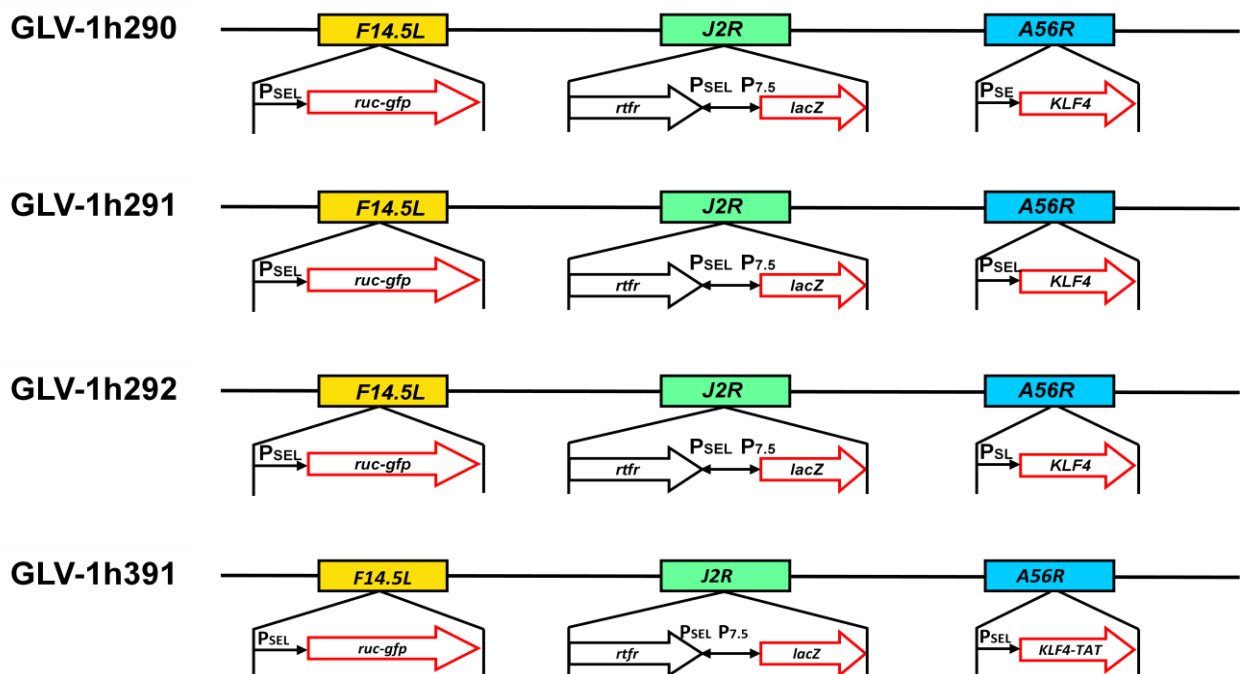 GLV-1h290 F14.5L J2R A56R
PSEL ruc-gfp rtfr PSEL P7.5 lacZ PSE KLF4
GLV-1h291 F14.5L J2R A56R
PSEL ruc-gfp rtfr PSEL P7.5 lacZ PSEL KLF4
GLV-1h292 F14.5L J2R A56R
PSEL ruc-gfp rtfr PSEL P7.5 lacZ PSL KLF4
GLV-1h391 F14.5L J2R A56R
PSEL ruc-gfp rtfr PSEL P7.5 lacZ PSEL KLF4-TAT